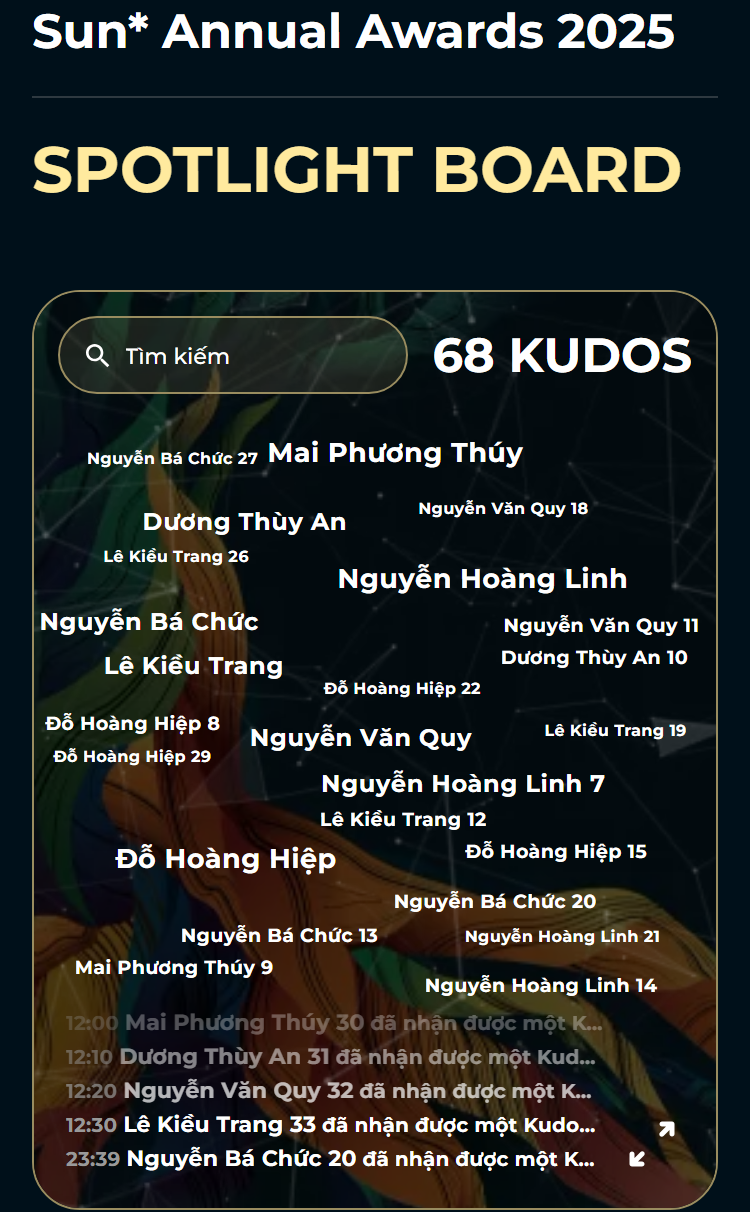 Sun* Annual Awards 2025
SPOTLIGHT BOARD
Tìm kiếm
68 KUDOS
Nguyễn Bá Chức 27
Mai Phương Thúy
Nguyễn Văn Quy 18
Dương Thùy An
Lê Kiều Trang 26
Nguyễn Hoàng Linh
Nguyễn Bá Chức
Nguyễn Văn Quy 11
Dương Thùy An 10
Lê Kiều Trang
Đỗ Hoàng Hiệp 22
Đỗ Hoàng Hiệp 8
Lê Kiều Trang 19
Nguyễn Văn Quy
Đỗ Hoàng Hiệp 29
Nguyễn Hoàng Linh 7
Lê Kiều Trang 12
Đỗ Hoàng Hiệp 15
Đỗ Hoàng Hiệp
Nguyễn Bá Chức 20
Nguyễn Bá Chức 13
Nguyễn Hoàng Linh 21
Mai Phương Thúy 9
Nguyễn Hoàng Linh 14
12:00 Mai Phương Thúy 30 đã nhận được một K...
12:10 Dương Thùy An 31 đã nhận được một Kud...
12:20 Nguyễn Văn Quy 32 đã nhận được một K...
12:30 Lê Kiều Trang 33 đã nhận được một Kudo...
23:39 Nguyễn Bá Chức 20 đã nhận được một K...